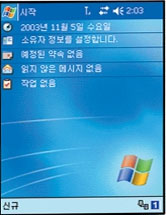 시작 2:03
2003년 11월 5일 수요일
소유자 정보를 설정합니다.
예정된 약속 없음
읽지 않은 메시지 없음
작업 없음
신규
1